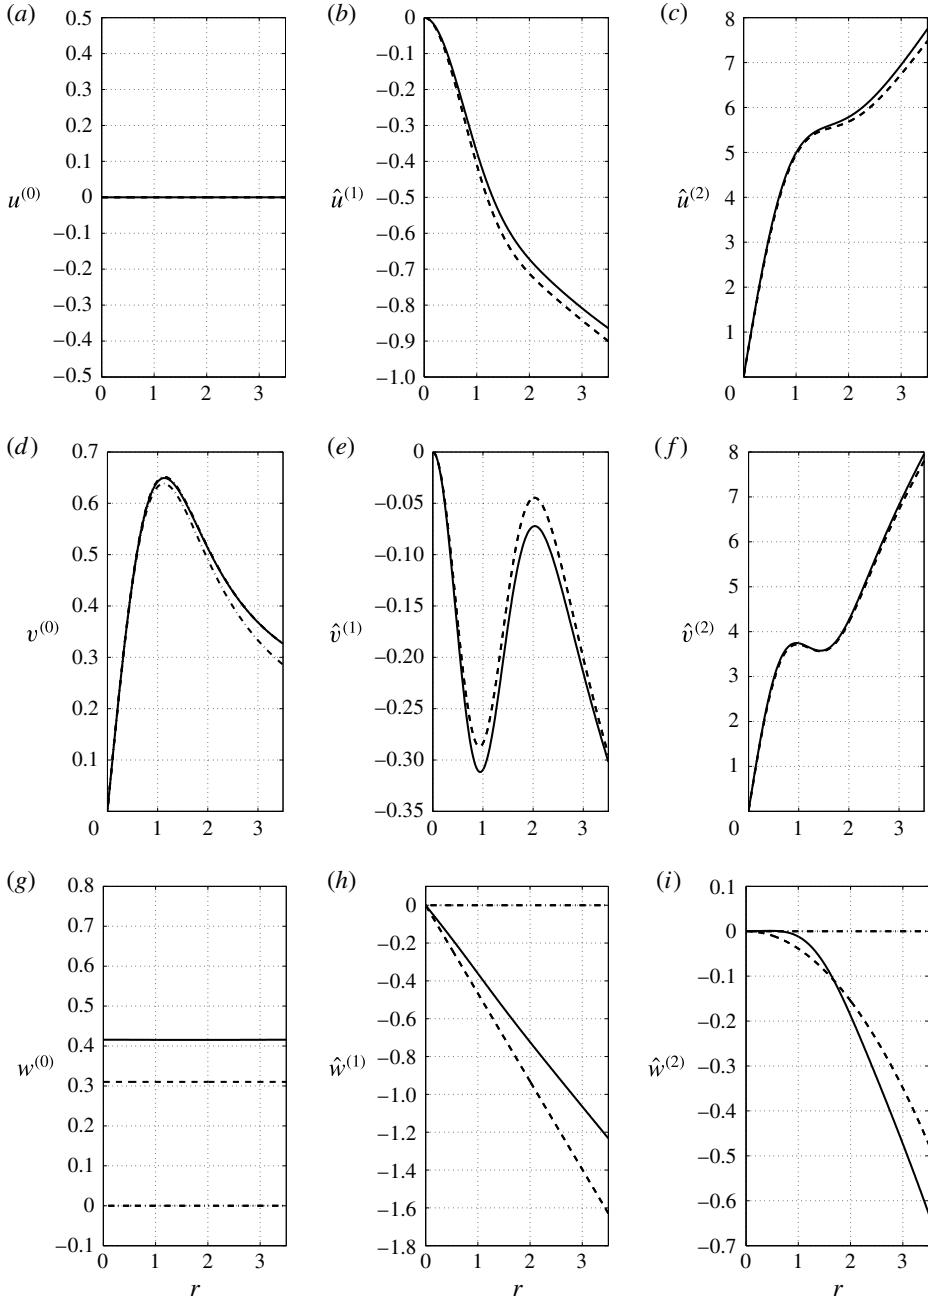 (a)
0.5
0.4
0.3
0.2
0.1
0
−0.1
−0.2
−0.3
−0.4
−0.5
u(0)
0 1 2 3
(b)
0
−0.1
−0.2
−0.3
−0.4
−0.5
−0.6
−0.7
−0.8
−0.9
−1.0
û(1)
0 1 2 3
(c)
8
7
6
5
4
3
2
1
û(2)
0 1 2 3
(d)
0.7
0.6
0.5
0.4
0.3
0.2
0.1
v(0)
0 1 2 3
(e)
0
−0.05
−0.10
−0.15
−0.20
−0.25
−0.30
−0.35
v̂(1)
0 1 2 3
(f)
8
7
6
5
4
3
2
1
v̂(2)
0 1 2 3
(g)
0.8
0.7
0.6
0.5
0.4
0.3
0.2
0.1
0
−0.1
w(0)
0 1 2 3
r
(h)
0
−0.2
−0.4
−0.6
−0.8
−1.0
−1.2
−1.4
−1.6
−1.8
ŵ(1)
0 1 2 3
r
(i)
0.1
0
−0.1
−0.2
−0.3
−0.4
−0.5
−0.6
−0.7
ŵ(2)
0 1 2 3
r